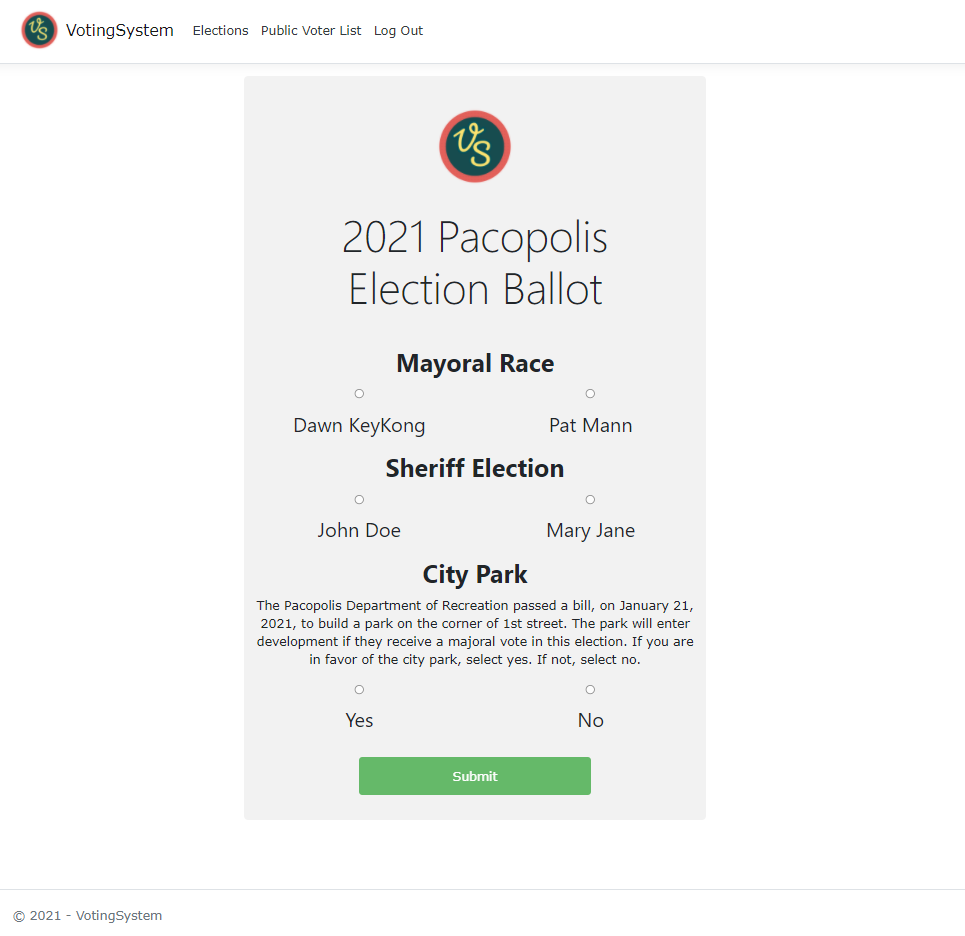 VS VotingSystem Elections Public Voter List Log Out
VS
2021 Pacopolis
Election Ballot
Mayoral Race
Dawn KeyKong Pat Mann
Sheriff Election
John Doe Mary Jane
City Park
The Pacopolis Department of Recreation passed a bill, on January 21,
2021, to build a park on the corner of 1st street. The park will enter
development if they receive a majoral vote in this election. If you are
in favor of the city park, select yes. If not, select no.
Yes No
Submit
© 2021 - VotingSystem